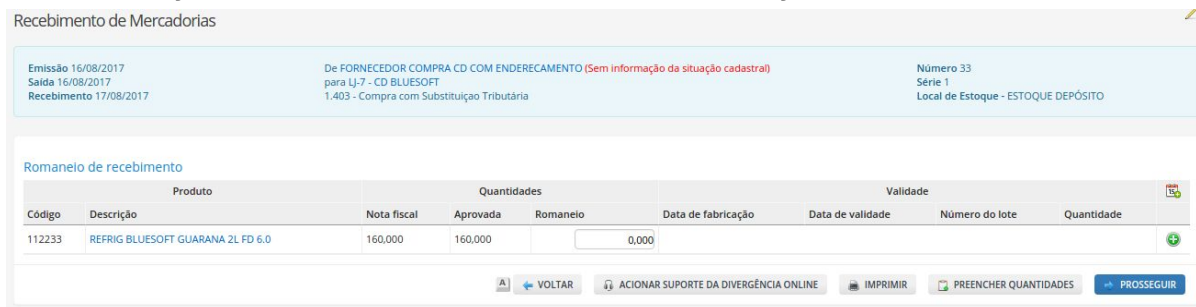 Recebimento de Mercadorias
Emissão 16/08/2017
Saída 16/08/2017
Recebimento 17/08/2017
De FORNECEDOR COMPRA CD COM ENDERECAMENTO (Sem informação da situação cadastral)
para LJ-7 - CD BLUESOFT
1.403 - Compra com Substituiçao Tributária
Número 33
Série 1
Local de Estoque - ESTOQUE DEPÓSITO
Romaneio de recebimento
Produto Quantidades Validade
Código Descrição Nota fiscal Aprovada Romaneio Data de fabricação Data de validade Número do lote Quantidade
112233 REFRIG BLUESOFT GUARANA 2L FD 6.0 160,000 160,000 0,000
A VOLTAR ACIONAR SUPORTE DA DIVERGÊNCIA ONLINE IMPRIMIR PREENCHER QUANTIDADES PROSSEGUIR